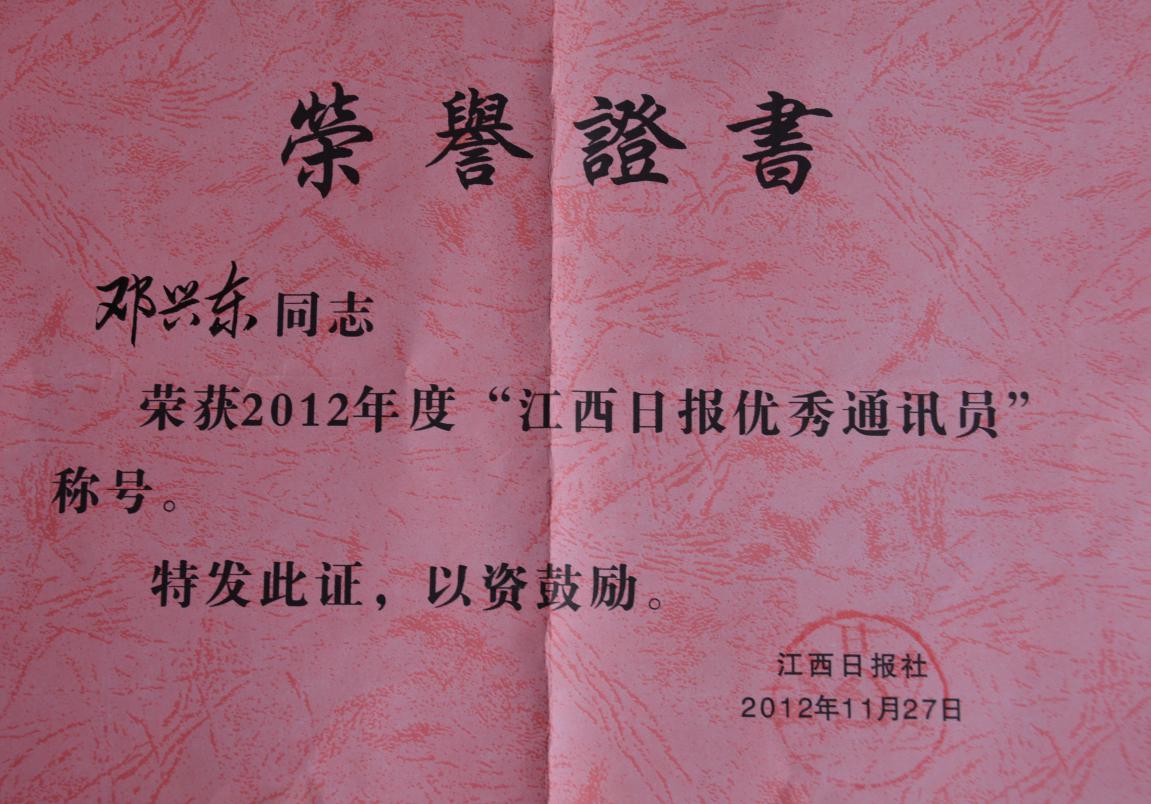 榮譽證書
邓兴东同志
荣获2012年度“江西日报优秀通讯员”
称号。
特发此证，以资鼓励。
江西日报社
2012年11月27日